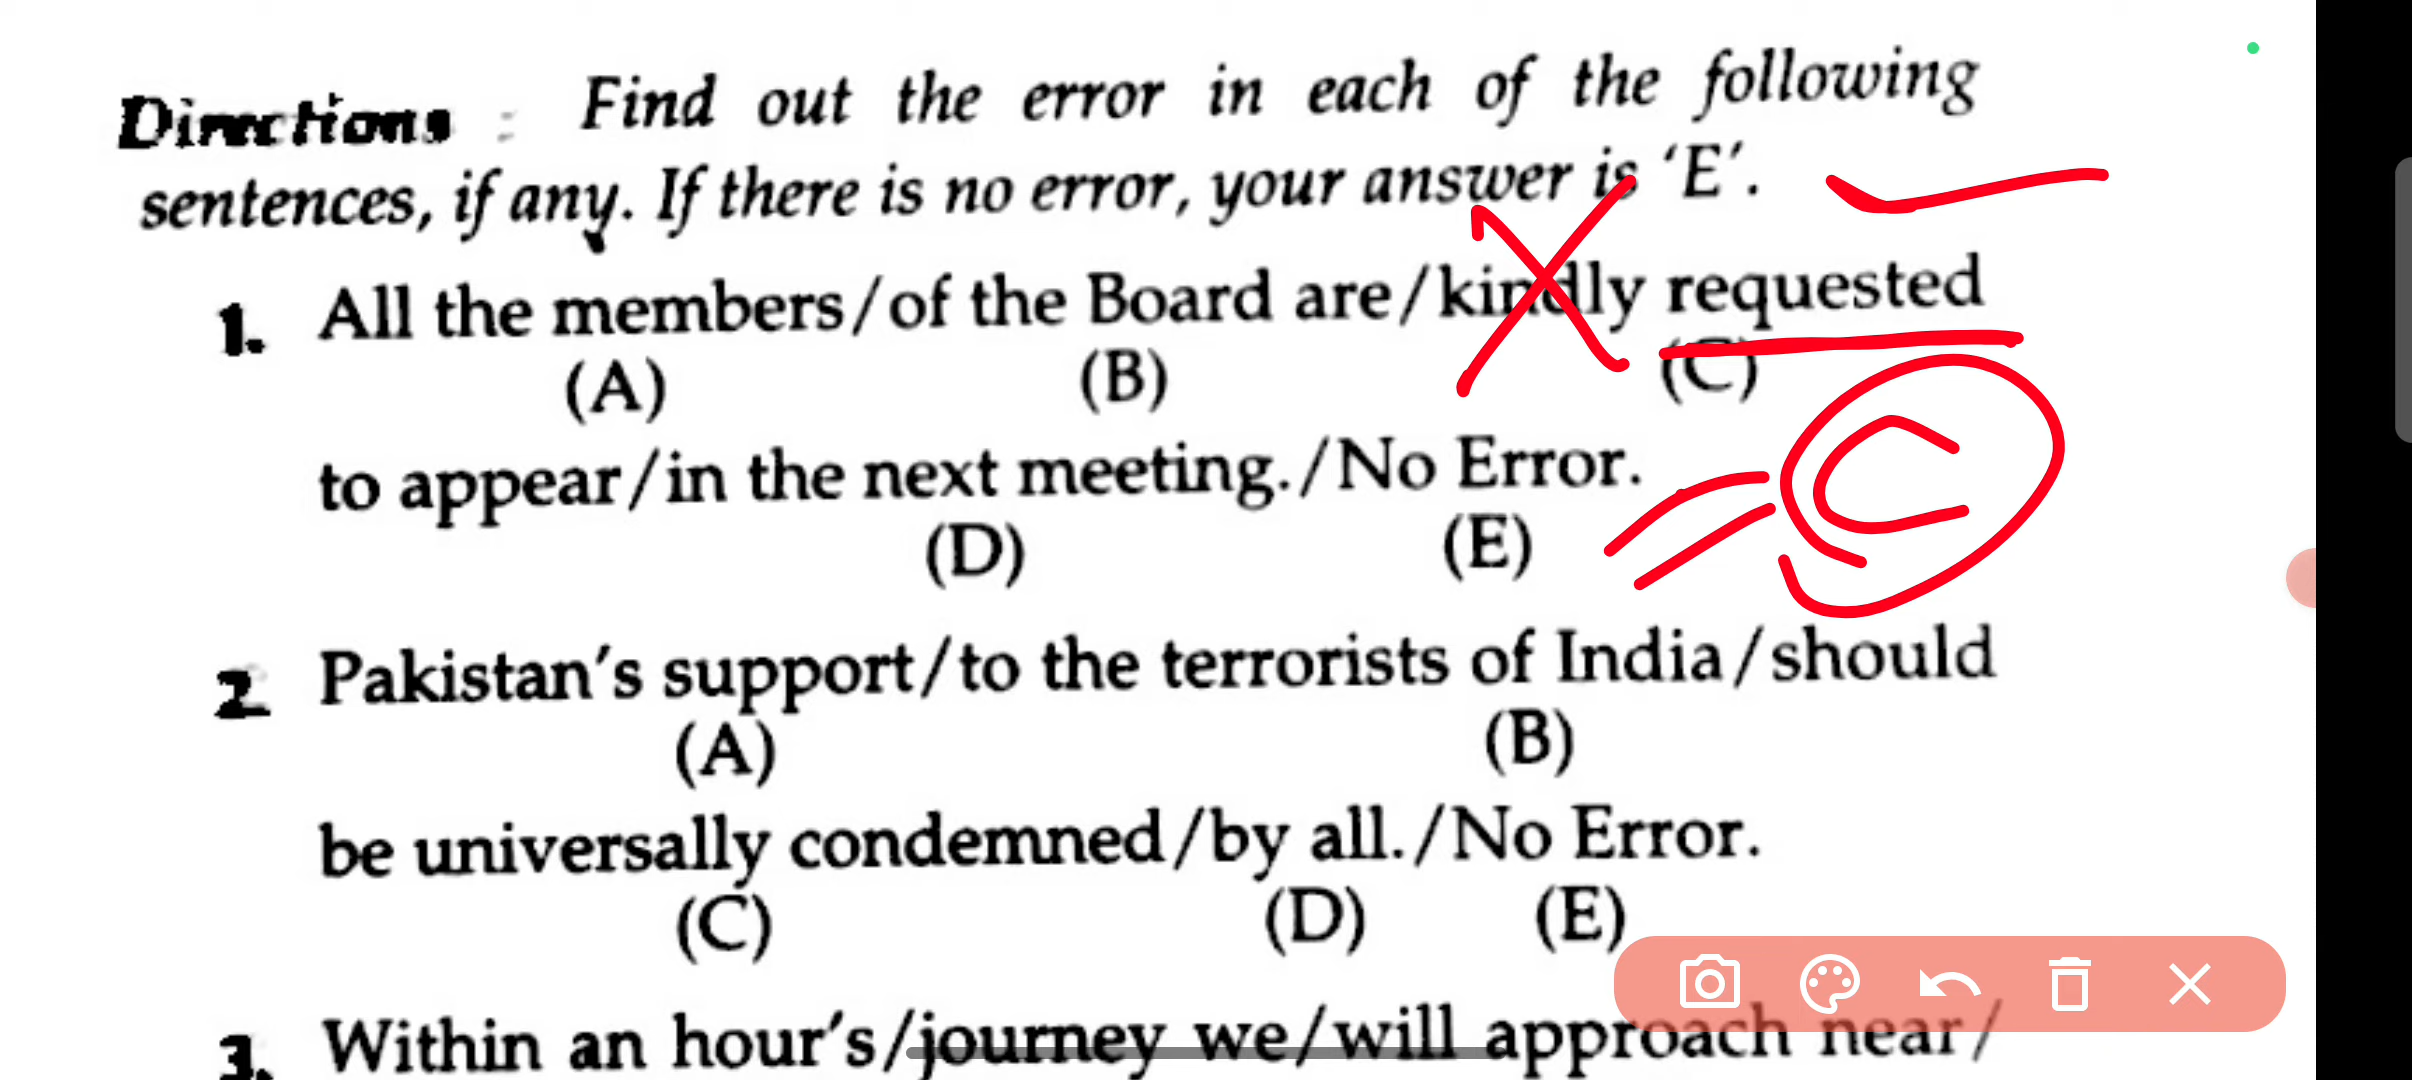 Directions : Find out the error in each of the following
sentences, if any. If there is no error, your answer is 'E'.
1. All the members/of the Board are/kindly requested
(A) (B) (C)
C
to appear/in the next meeting./No Error.
(D) (E)
2. Pakistan's support/to the terrorists of India/should
(A) (B)
be universally condemned/by all./No Error.
(C) (D) (E)
3. Within an hour's/journey we/will approach near/